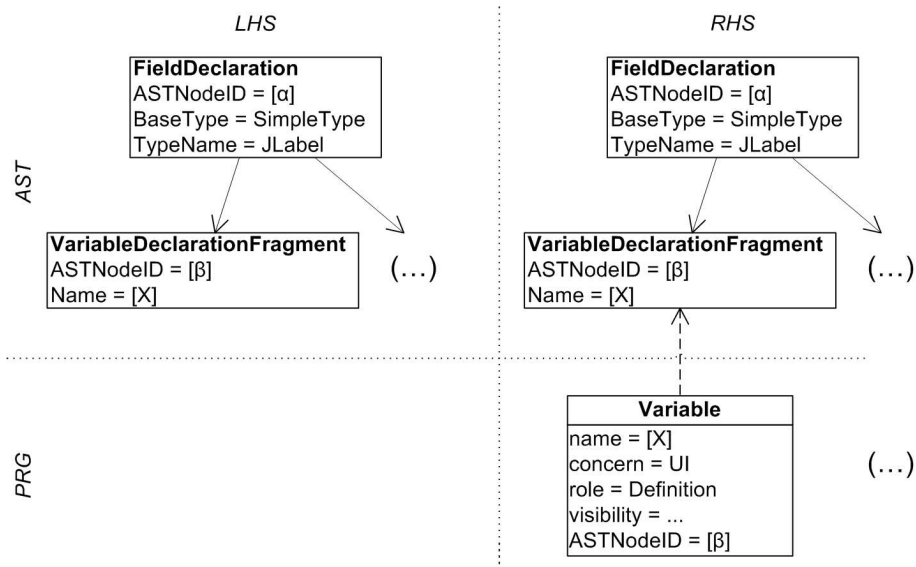 LHS
RHS
AST
FieldDeclaration
ASTNodeID = [α]
BaseType = SimpleType
TypeName = JLabel
VariableDeclarationFragment
ASTNodeID = [β]
Name = [X]
(...)
FieldDeclaration
ASTNodeID = [α]
BaseType = SimpleType
TypeName = JLabel
VariableDeclarationFragment
ASTNodeID = [β]
Name = [X]
(...)
PRG
Variable
name = [X]
concern = UI
role = Definition
visibility = ...
ASTNodeID = [β]
(...)